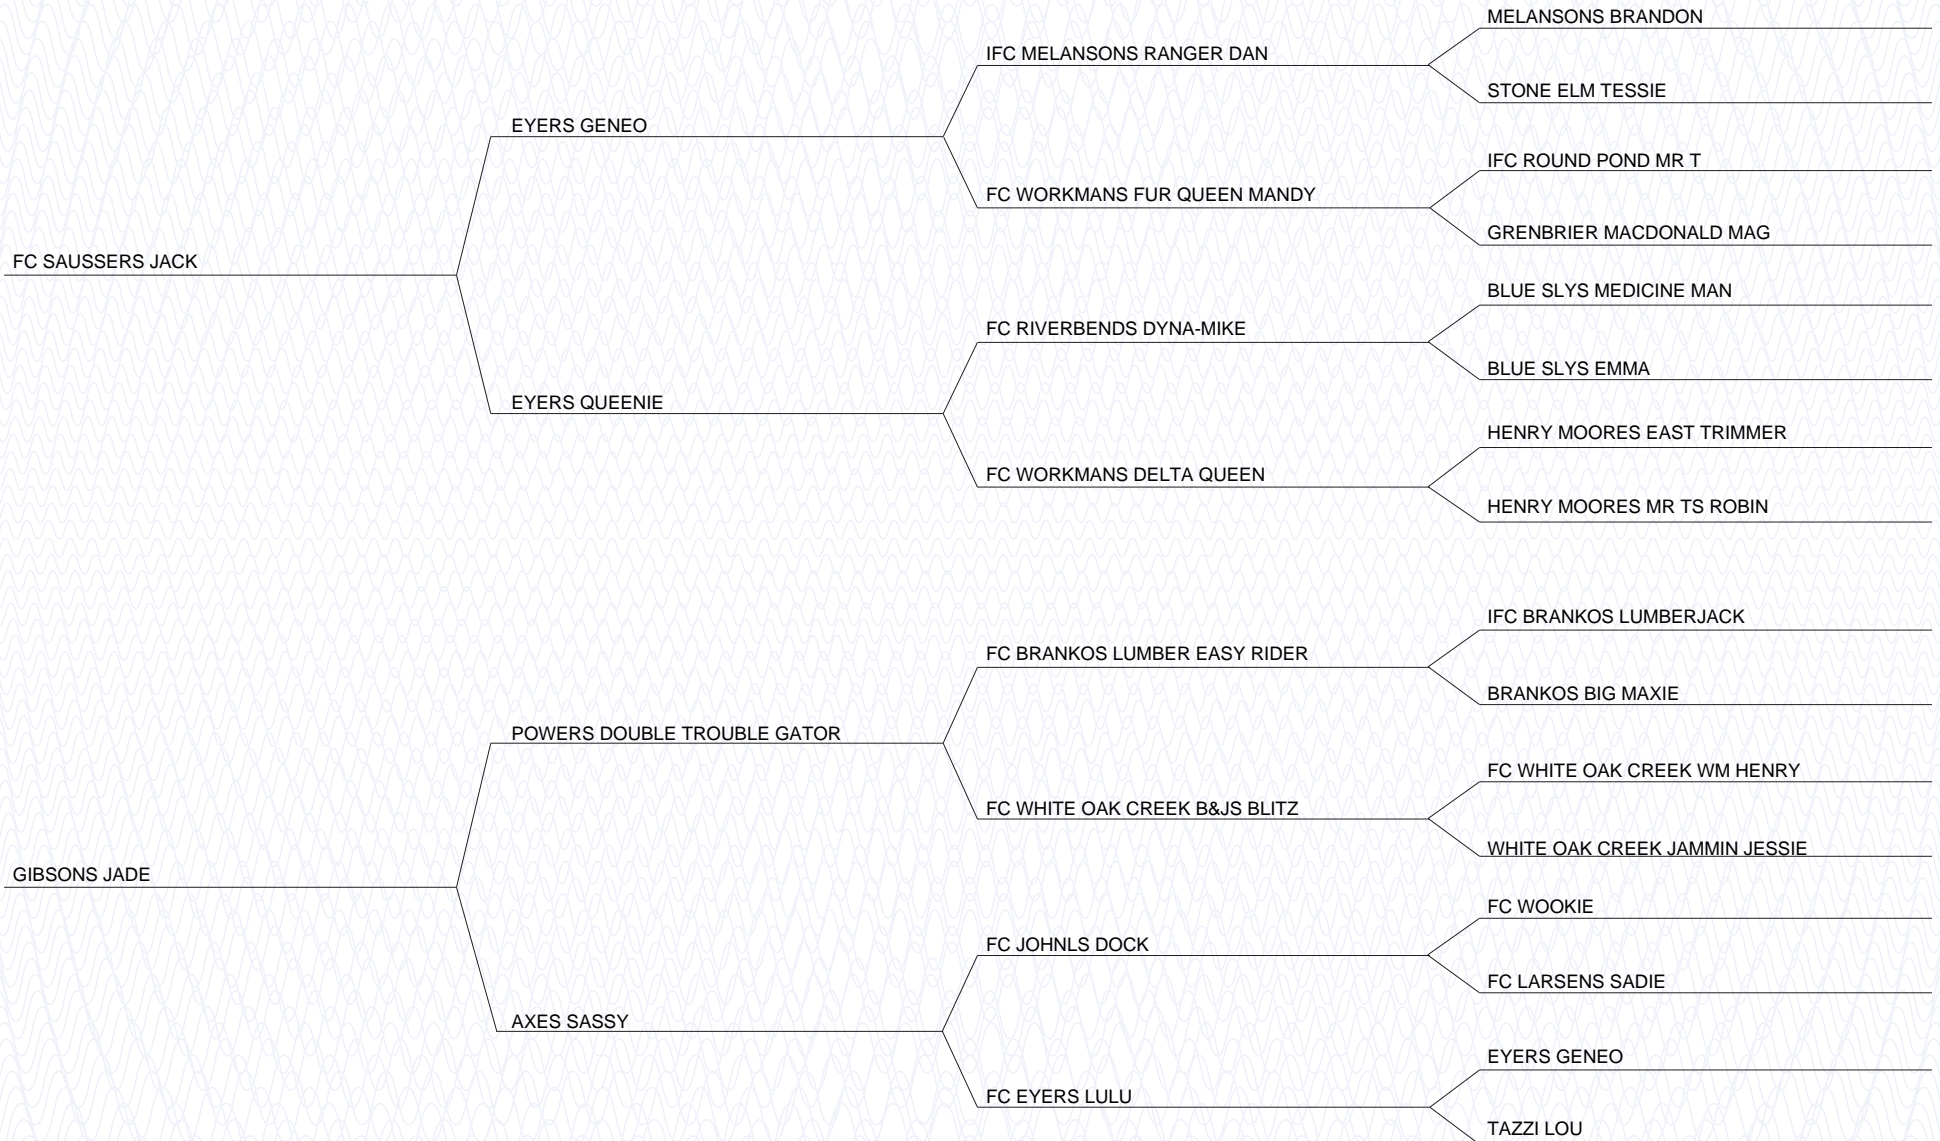 MELANSONS BRANDON
IFC MELANSONS RANGER DAN
STONE ELM TESSIE
EYERS GENEO
IFC ROUND POND MR T
FC WORKMANS FUR QUEEN MANDY
GRENBRIER MACDONALD MAG
FC SAUSSERS JACK
BLUE SLYS MEDICINE MAN
FC RIVERBENDS DYNA-MIKE
BLUE SLYS EMMA
EYERS QUEENIE
HENRY MOORES EAST TRIMMER
FC WORKMANS DELTA QUEEN
HENRY MOORES MR TS ROBIN
IFC BRANKOS LUMBERJACK
FC BRANKOS LUMBER EASY RIDER
BRANKOS BIG MAXIE
POWERS DOUBLE TROUBLE GATOR
FC WHITE OAK CREEK WM HENRY
FC WHITE OAK CREEK B&JS BLITZ
WHITE OAK CREEK JAMMIN JESSIE
GIBSONS JADE
FC WOOKIE
FC JOHNLS DOCK
FC LARSENS SADIE
AXES SASSY
EYERS GENEO
FC EYERS LULU
TAZZI LOU